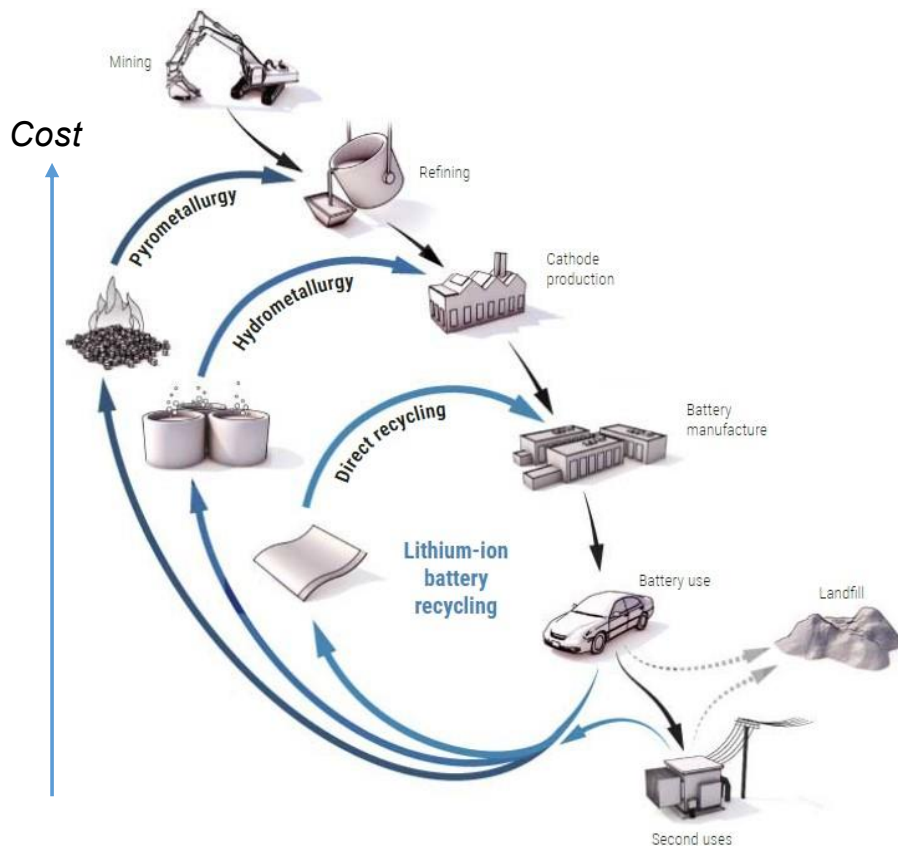 Mining
Cost
Refining
Pyrometallurgy
Cathode
production
Hydrometallurgy
Battery
manufacture
Direct recycling
Lithium-ion
battery
recycling
Battery use
Landfill
Second uses